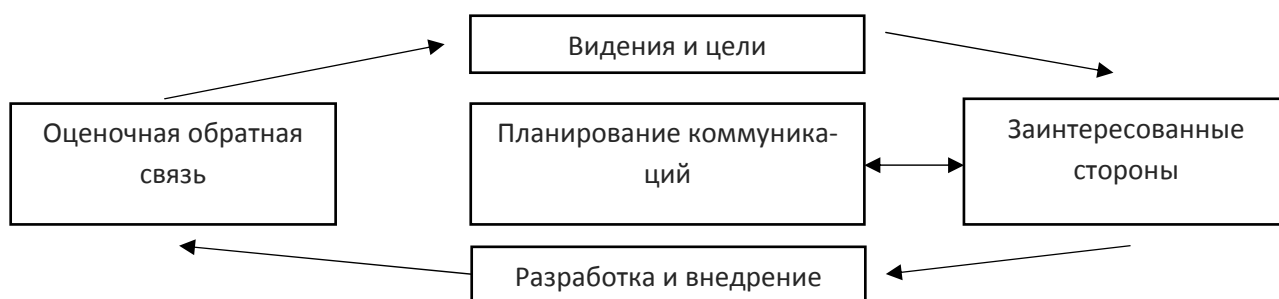 Видения и цели
Оценочная обратная
связь
Планирование коммуника-
ций
Заинтересованные
стороны
Разработка и внедрение